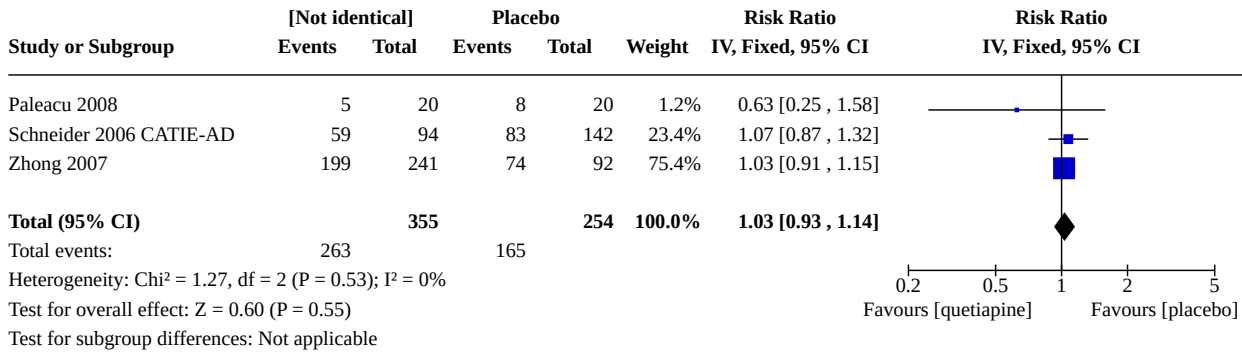 [Not identical] Placebo Risk Ratio Risk Ratio
Study or Subgroup Events Total Events Total Weight IV, Fixed, 95% CI IV, Fixed, 95% CI
Paleacu 2008 5 20 8 20 1.2% 0.63 [0.25 , 1.58]
Schneider 2006 CATIE-AD 59 94 83 142 23.4% 1.07 [0.87 , 1.32]
Zhong 2007 199 241 74 92 75.4% 1.03 [0.91 , 1.15]
Total (95% CI) 355 254 100.0% 1.03 [0.93 , 1.14]
Total events: 263 165
Heterogeneity: Chi² = 1.27, df = 2 (P = 0.53); I² = 0%
0.2 0.5 1 2 5
Test for overall effect: Z = 0.60 (P = 0.55)
Favours [quetiapine] Favours [placebo]
Test for subgroup differences: Not applicable